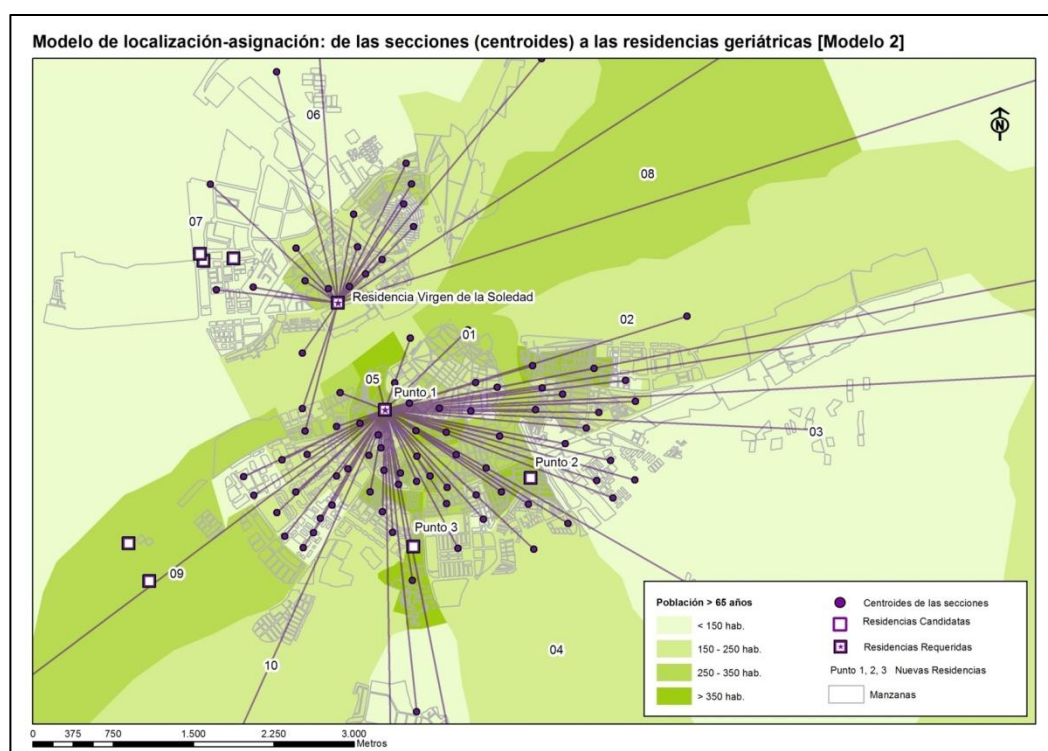 Modelo de localización-asignación: de las secciones (centroides) a las residencias geriátricas [Modelo 2]
06
N
08
07
Residencia Virgen de la Soledad
02
01
05
Punto 1
03
Punto 2
Punto 3
09
04
10
Población > 65 años
< 150 hab.
150 - 250 hab.
250 - 350 hab.
> 350 hab.
Centroides de las secciones
Residencias Candidatas
Residencias Requeridas
Punto 1, 2, 3 Nuevas Residencias
Manzanas
0 375 750 1.500 2.250 3.000
Metros